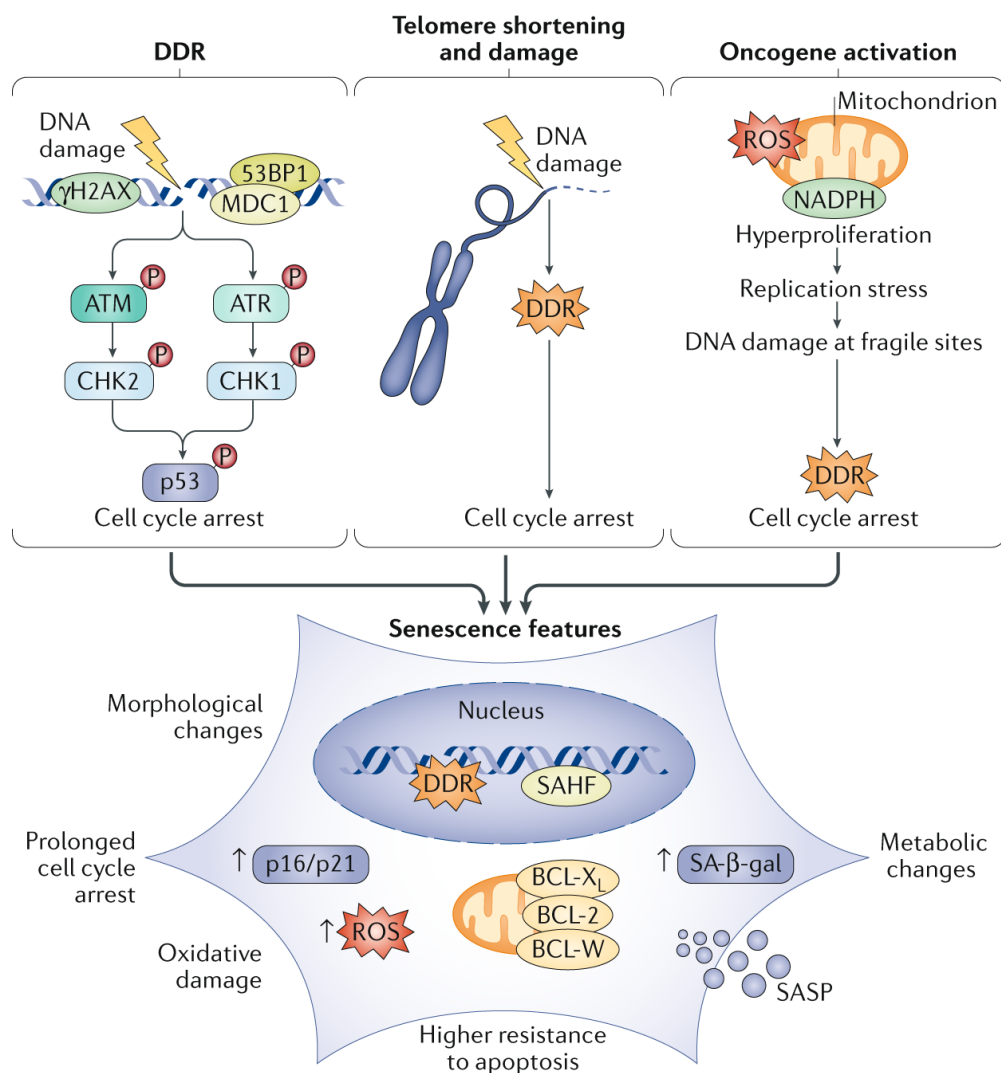 DDR
DNA
damage
γH2AX
53BP1
MDC1
P
P
ATM
ATR
P
P
CHK2
CHK1
P
p53
Cell cycle arrest
Telomere shortening
and damage
DNA
damage
DDR
Cell cycle arrest
Oncogene activation
Mitochondrion
ROS
NADPH
Hyperproliferation
Replication stress
DNA damage at fragile sites
DDR
Cell cycle arrest
Senescence features
Morphological
changes
Nucleus
DDR
SAHF
Prolonged
cell cycle
arrest
↑ p16/p21
↑ SA-β-gal
Metabolic
changes
BCL-XL
BCL-2
BCL-W
↑ ROS
Oxidative
damage
SASP
Higher resistance
to apoptosis